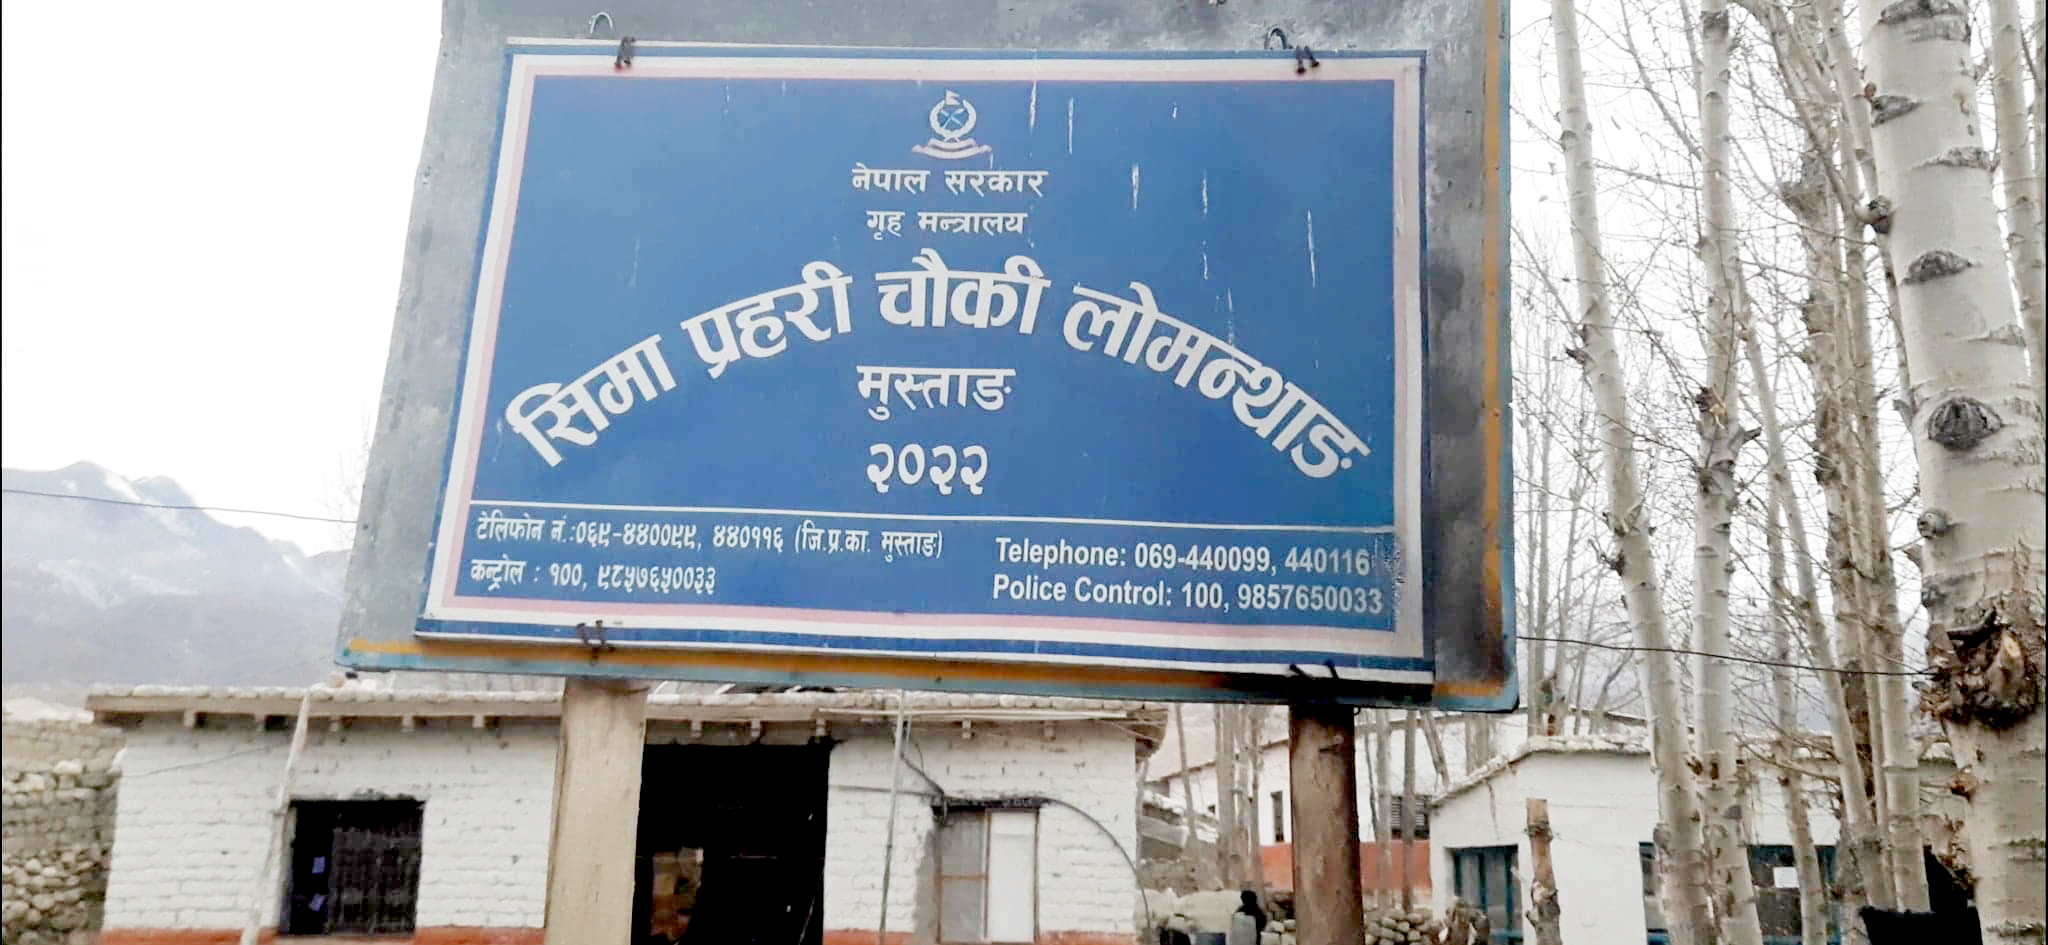 नेपाल सरकार
गृह मन्त्रालय
सिमा प्रहरी चौकी लोमन्थाङ
मुस्ताङ
२०२२
टेलिफोन नं.:०६९-४४००९९, ४४०११६ (जि.प्र.का. मुस्ताङ)
कन्ट्रोल : १००, ९८५७६५००३३
Telephone: 069-440099, 440116
Police Control: 100, 9857650033